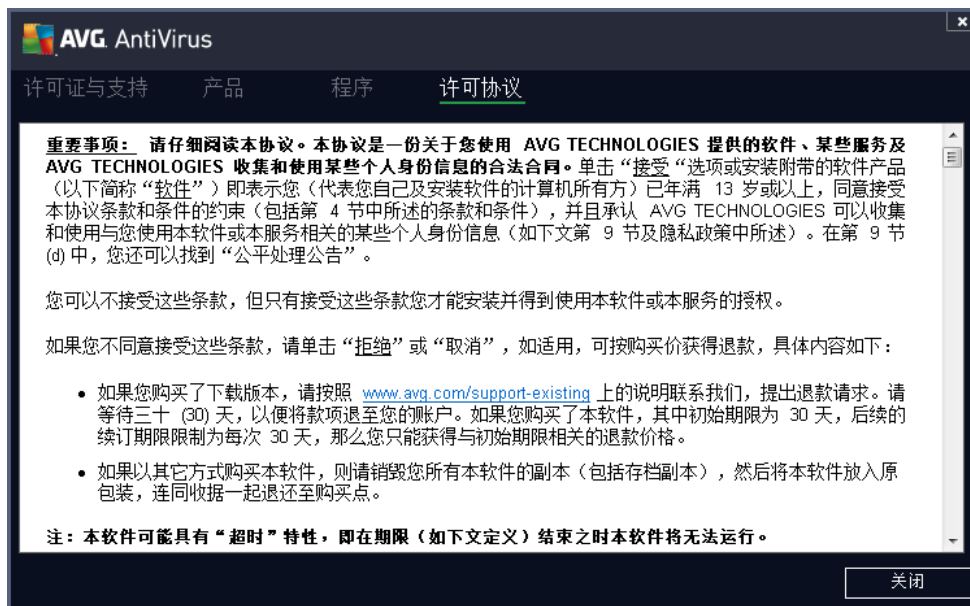 AVG. AntiVirus
许可证与支持 产品 程序 许可协议
重要事项: 请仔细阅读本协议。本协议是一份关于您使用 AVG TECHNOLOGIES 提供的软件、某些服务及
AVG TECHNOLOGIES 收集和使用某些个人身份信息的合法合同。单击“接受 “选项或安装附带的软件产品
(以下简称“软件”)即表示您(代表您自己及安装软件的计算机所有方)已年满 13 岁或以上,同意接受
本协议条款和条件的约束(包括第 4 节中所述的条款和条件),并且承认 AVG TECHNOLOGIES 可以收集
和使用与您使用本软件或本服务相关的某些个人身份信息(如下文第 9 节及隐私政策中所述)。在第 9 节
(d) 中,您还可以找到“公平处理公告”。
您可以不接受这些条款,但只有接受这些条款您才能安装并得到使用本软件或本服务的授权。
如果您不同意接受这些条款,请单击“拒绝”或“取消”,如适用,可按购买价获得退款,具体内容如下:
• 如果您购买了下载版本,请按照 www.avg.com/support-existing 上的说明联系我们,提出退款请求。请
等待三十 (30) 天,以便将款项退至您的账户。如果您购买了本软件,其中初始期限为 30 天,后续的
续订期限限制为每次 30 天,那么您只能获得与初始期限相关的退款价格。
• 如果以其它方式购买本软件,则请销毁您所有本软件的副本(包括存档副本),然后将本软件放入原
包装,连同收据一起退还至购买点。
注:本软件可能具有“超时”特性,即在期限(如下文定义)结束之时本软件将无法运行。
关闭